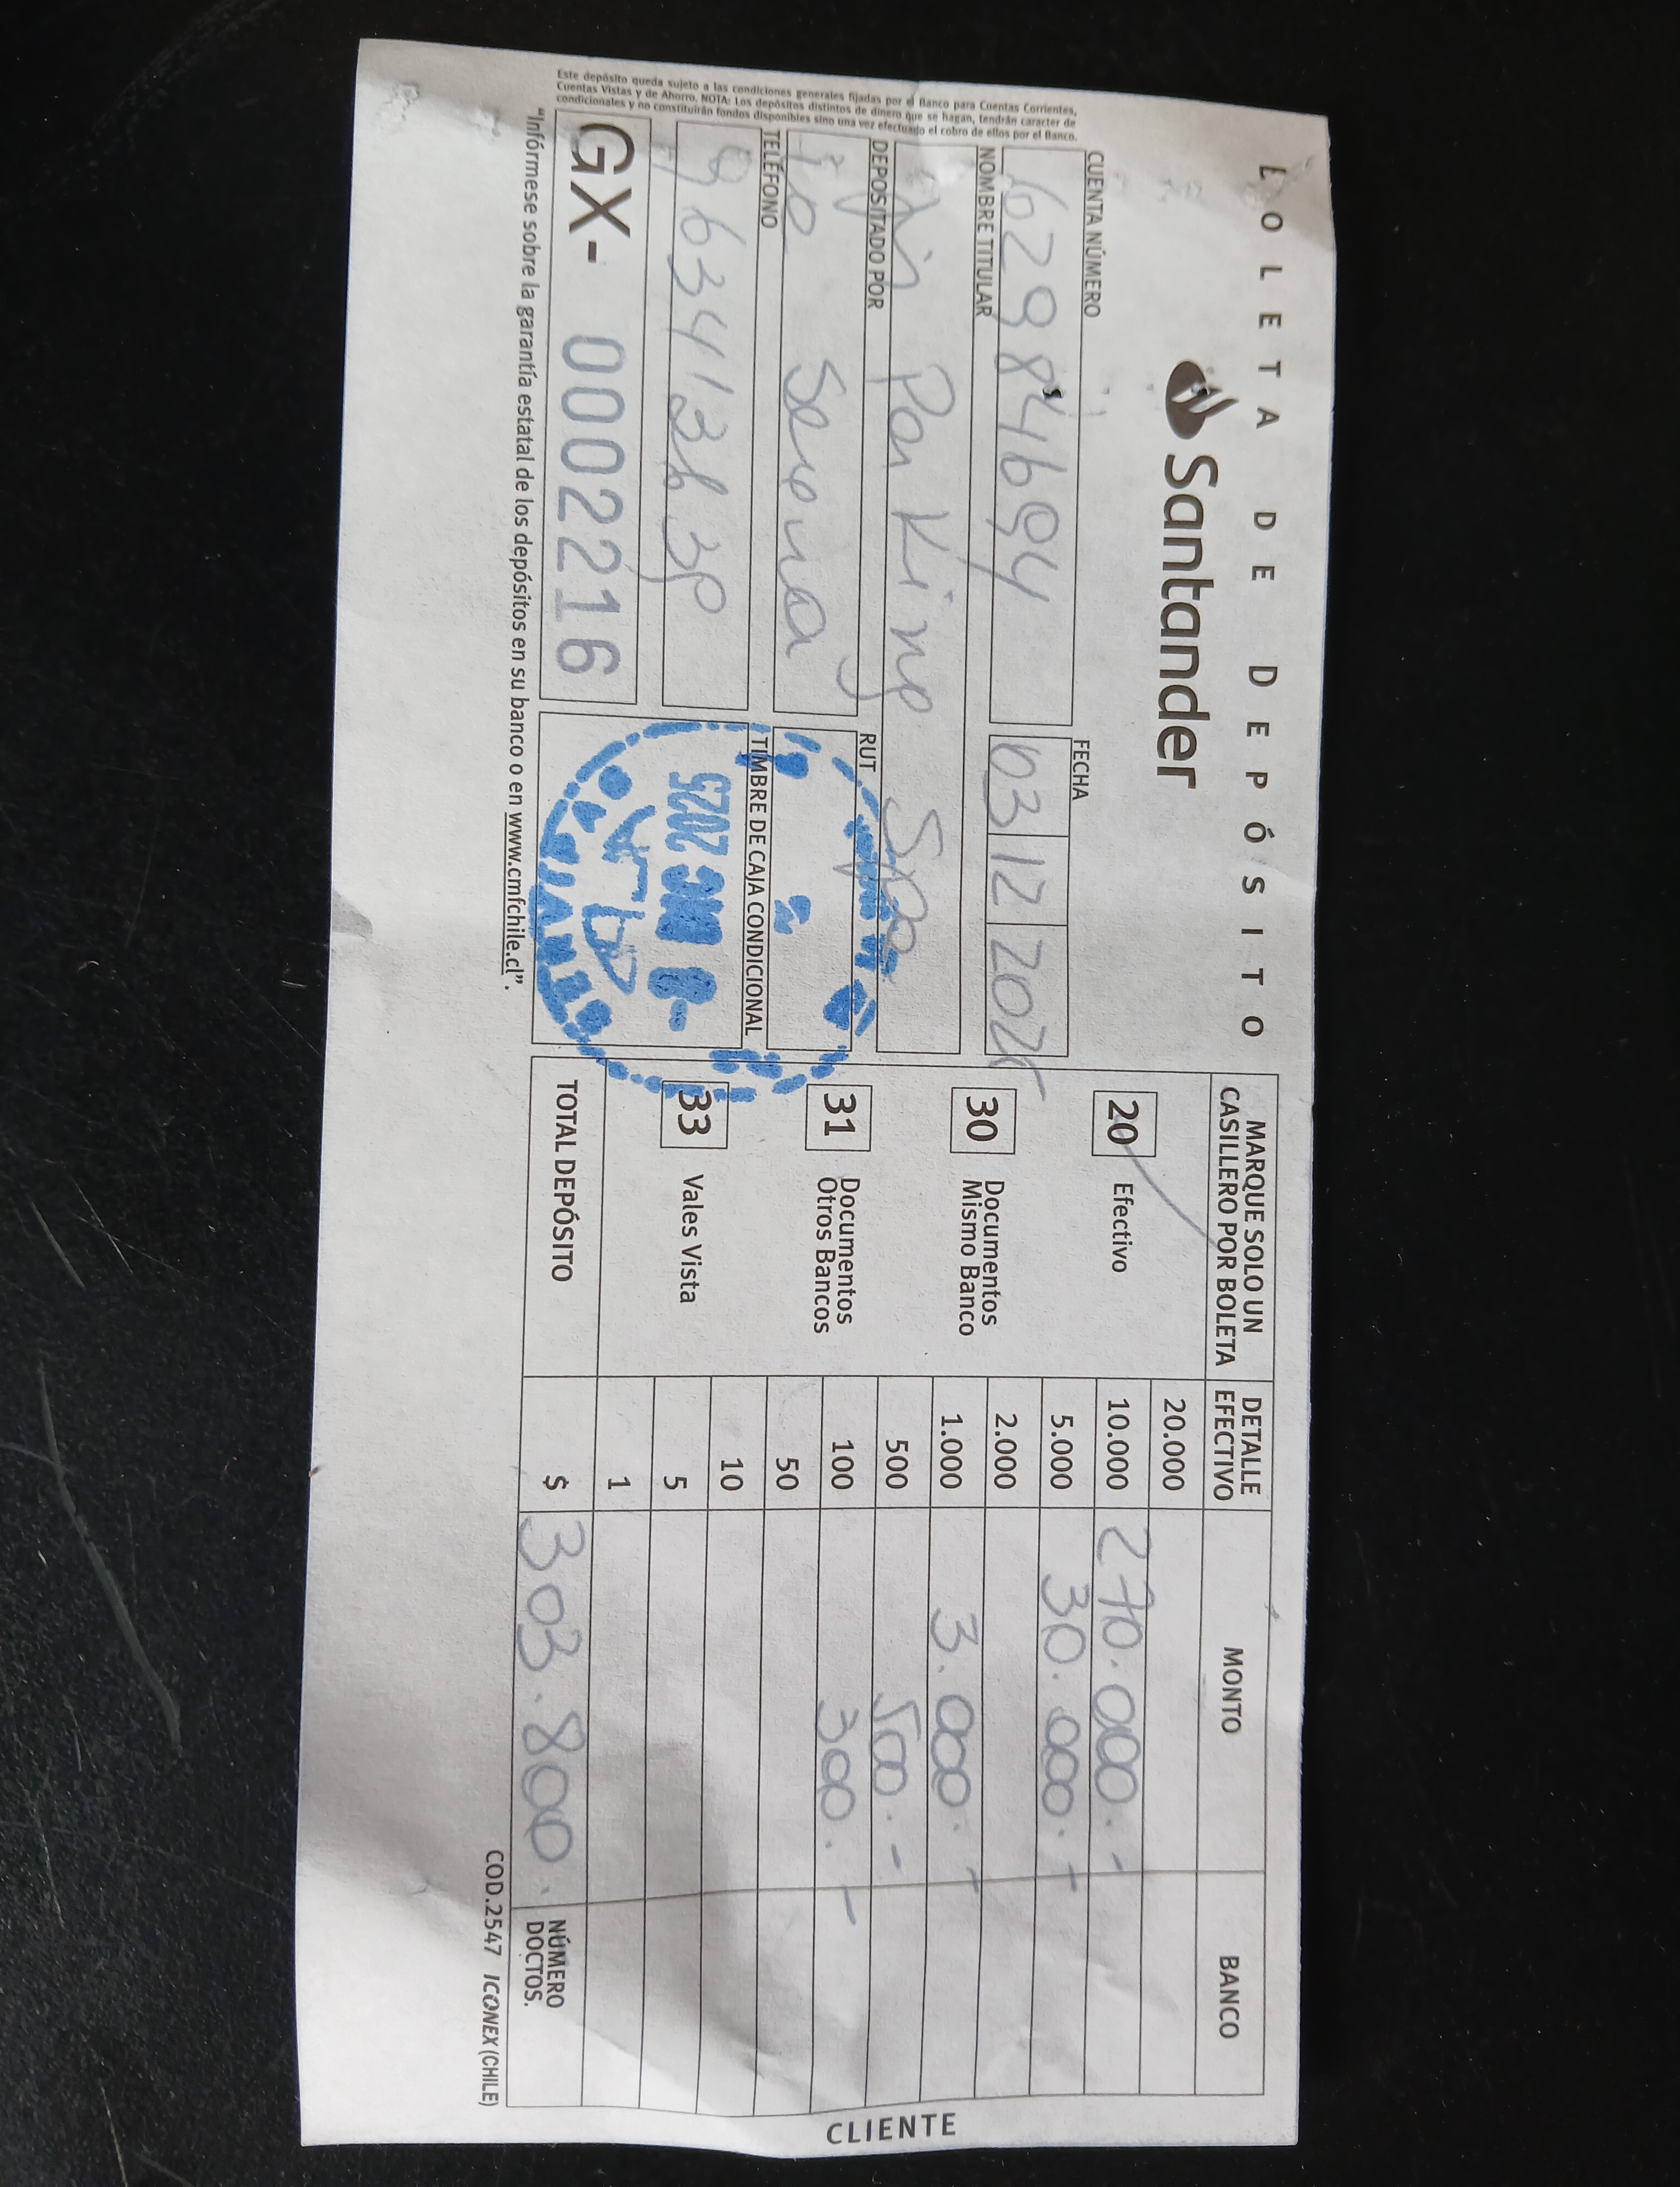 BOLETA DE DEPÓSITO
Santander
CUENTA NÚMERO
FECHA
629884694
03 12 2025
NOMBRE TITULAR
Parking Spa
DEPOSITADO POR
RUT
Serena
TELÉFONO
TIMBRE DE CAJA CONDICIONAL
2025
GX- 0002216
Este depósito queda sujeto a las condiciones generales fijadas por el Banco para Cuentas Corrientes,
Cuentas Vistas y de Ahorro. NOTA: Los depósitos distintos de dinero que se hagan, tendrán caracter de
condicionales y no constituirán fondos disponibles sino una vez efectuado el cobro de ellos por el Banco.
"Infórmese sobre la garantía estatal de los depósitos en su banco o en www.cmfchile.cl".
MARQUE SOLO UN
CASILLERO POR BOLETA
DETALLE
EFECTIVO
MONTO
BANCO
20 Efectivo
30 Documentos
Mismo Banco
31 Documentos
Otros Bancos
33 Vales Vista
20.000
10.000 270.000.-
5.000 30.000.-
2.000
1.000 3.000.-
500 500.-
100 300.-
50
10
5
1
TOTAL DEPÓSITO $ 303.800.
NÚMERO
DOCTOS.
COD.2547 ICONEX (CHILE)
CLIENTE